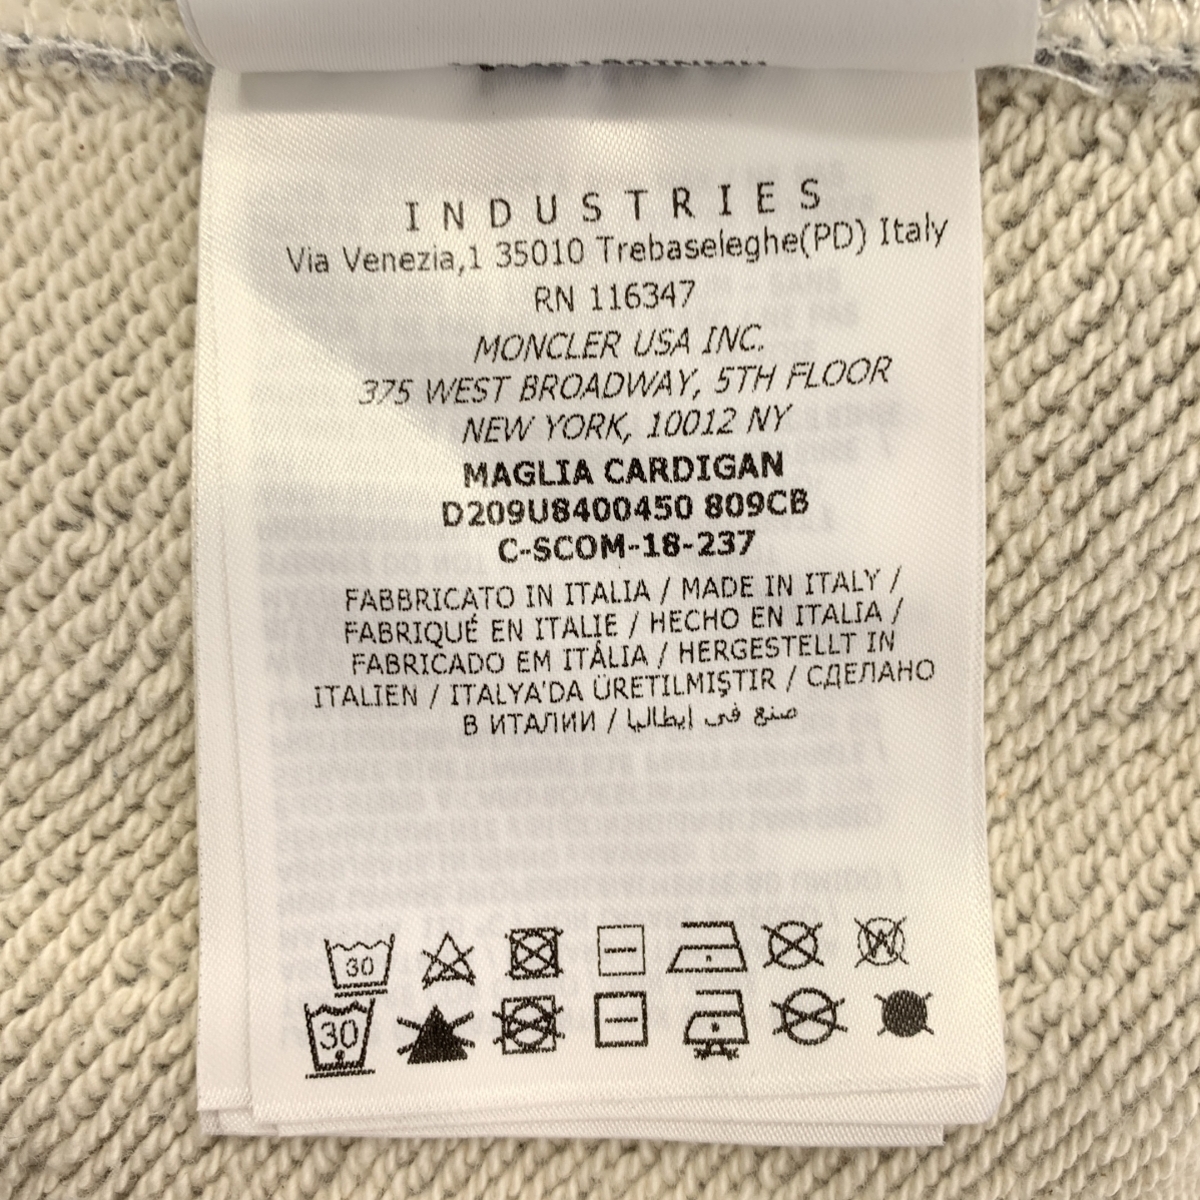 INDUSTRIES
Via Venezia,1 35010 Trebaseleghe(PD) Italy
RN 116347
MONCLER USA INC.
375 WEST BROADWAY, 5TH FLOOR
NEW YORK, 10012 NY
MAGLIA CARDIGAN
D209U8400450 809CB
C-SCOM-18-237
FABBRICATO IN ITALIA / MADE IN ITALY /
FABRIQUÉ EN ITALIE / HECHO EN ITALIA /
FABRICADO EM ITÁLIA / HERGESTELLT IN
ITALIEN / ITALYA'DA ÜRETILMIŞTIR / СДЕЛАНО
В ИТАЛИИ / صنع في ايطاليا
30 W
30